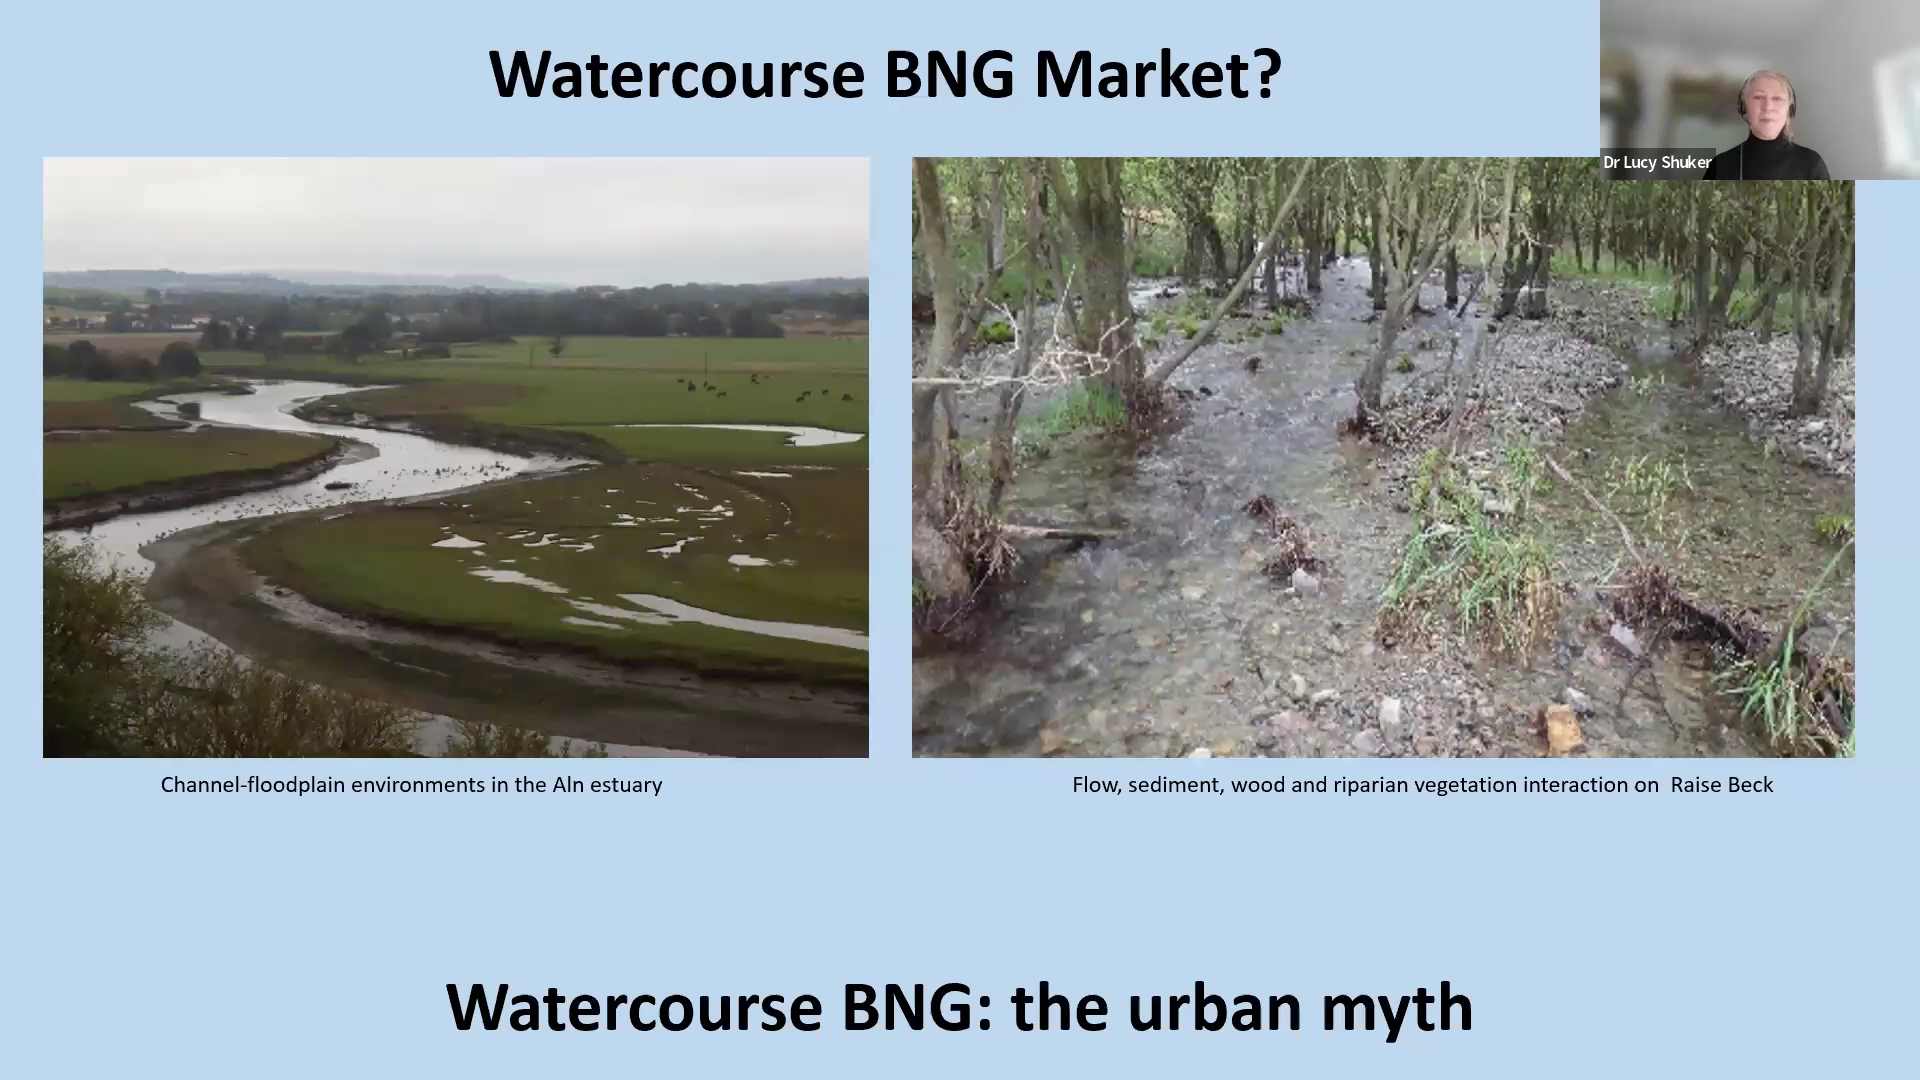 Watercourse BNG Market?
Dr Lucy Shuker
Channel-floodplain environments in the Aln estuary
Flow, sediment, wood and riparian vegetation interaction on  Raise Beck
Watercourse BNG: the urban myth